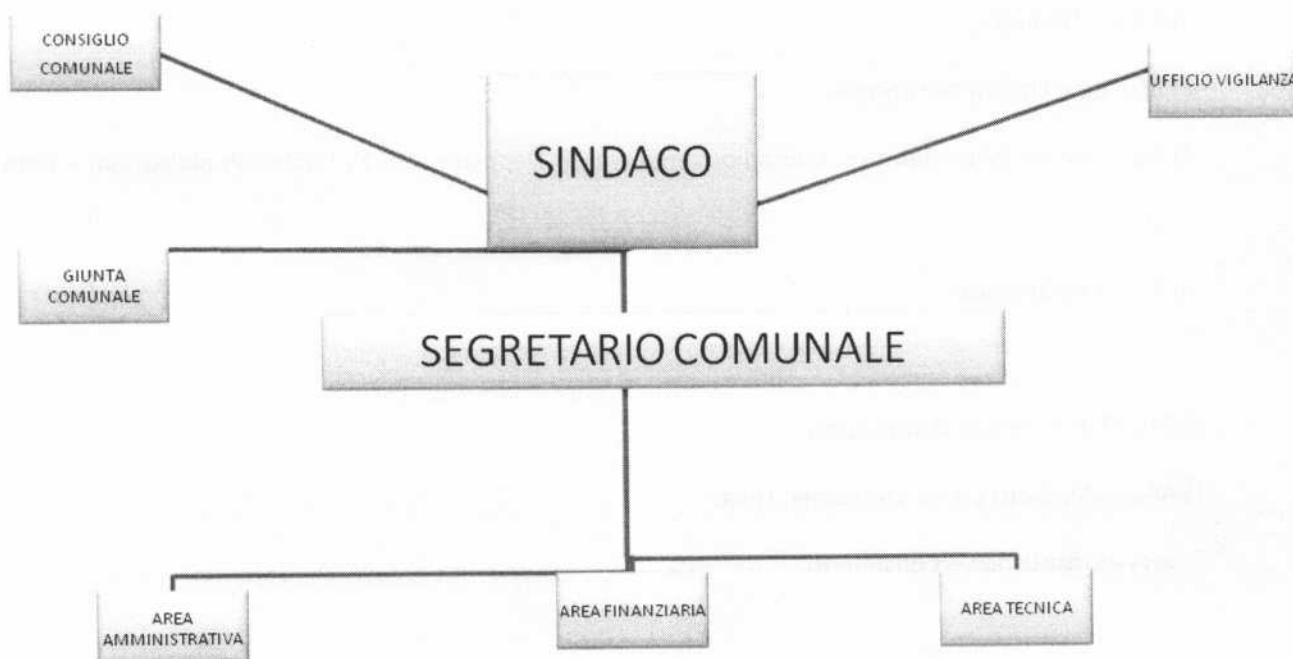 CONSIGLIO
COMUNALE
UFFICIO VIGILANZA
SINDACO
GIUNTA
COMUNALE
SEGRETARIO COMUNALE
AREA
AMMINISTRATIVA
AREA FINANZIARIA
AREA TECNICA